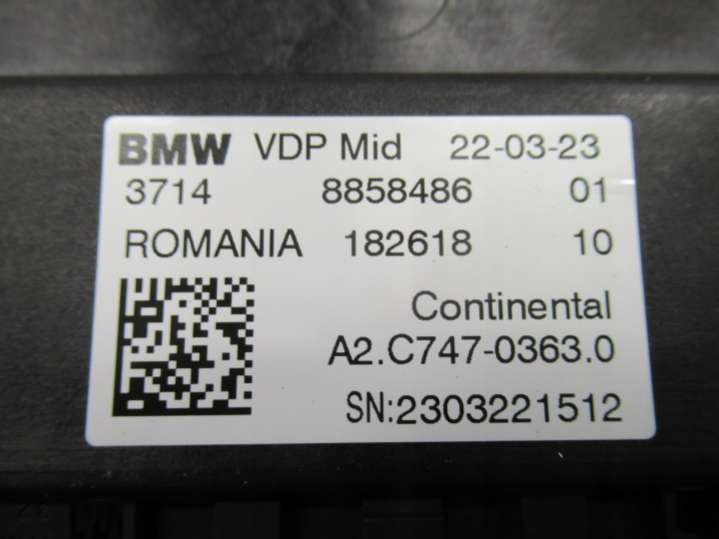 BMW VDP Mid 22-03-23
3714 8858486 01
ROMANIA 182618 10
Continental
A2.C747-0363.0
SN:2303221512